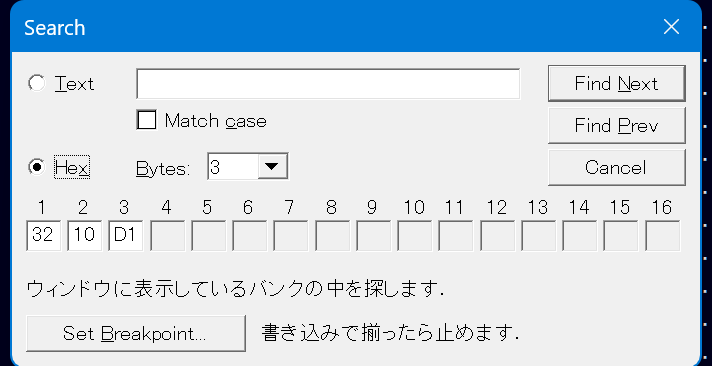 Search
Text
Find Next
Match case
Find Prev
Hex
Bytes: 3
Cancel
1 2 3 4 5 6 7 8 9 10 11 12 13 14 15 16
32 10 D1
ウィンドウに表示しているバンクの中を探します.
Set Breakpoint...
書き込みで揃ったら止めます.